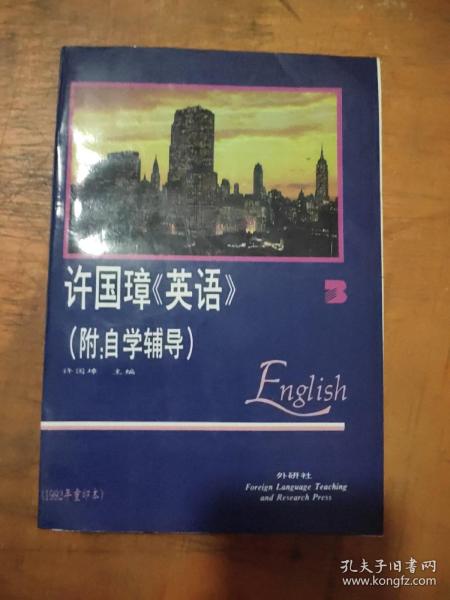 许国璋《英语》
3
(附:自学辅导)
许国璋 主编
English
外研社
Foreign Language Teaching
and Research Press
(1992年重印本)
孔夫子旧书网
www.kongfz.com